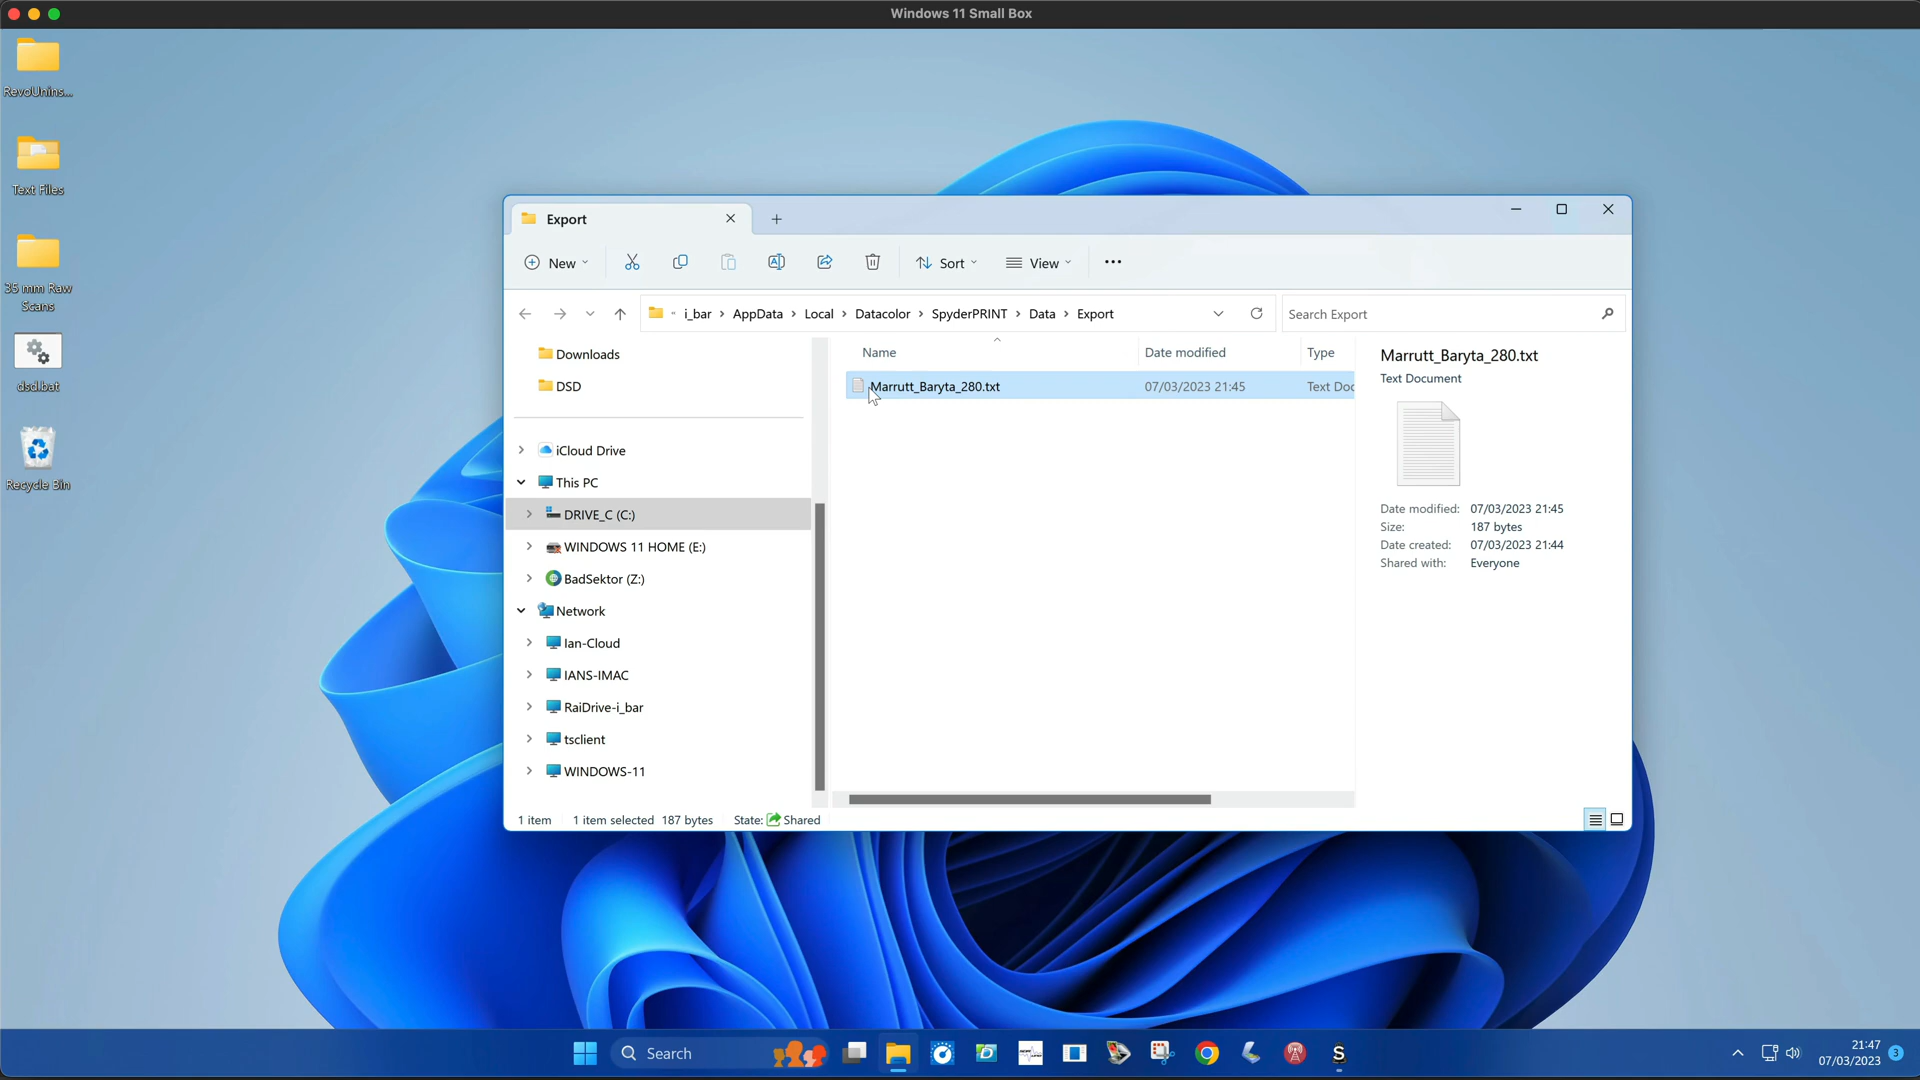 Windows 11 Small Box
RevoUnins...
Text Files
35 mm Raw
Scans
dsd.bat
Recycle Bin
Export
New
Sort
View
i_bar
AppData
Local
Datacolor
SpyderPRINT
Data
Export
Search Export
Downloads
DSD
iCloud Drive
This PC
DRIVE_C (C:)
WINDOWS 11 HOME (E:)
BadSektor (Z:)
Network
Ian-Cloud
IANS-IMAC
RaiDrive-i_bar
tsclient
WINDOWS-11
Name Date modified Type
Marrutt_Baryta_280.txt 07/03/2023 21:45 Text Doc
Marrutt_Baryta_280.txt
Text Document
Date modified: 07/03/2023 21:45
Size: 187 bytes
Date created: 07/03/2023 21:44
Shared with: Everyone
1 item 1 item selected 187 bytes State: Shared
Search
21:47
07/03/2023
3